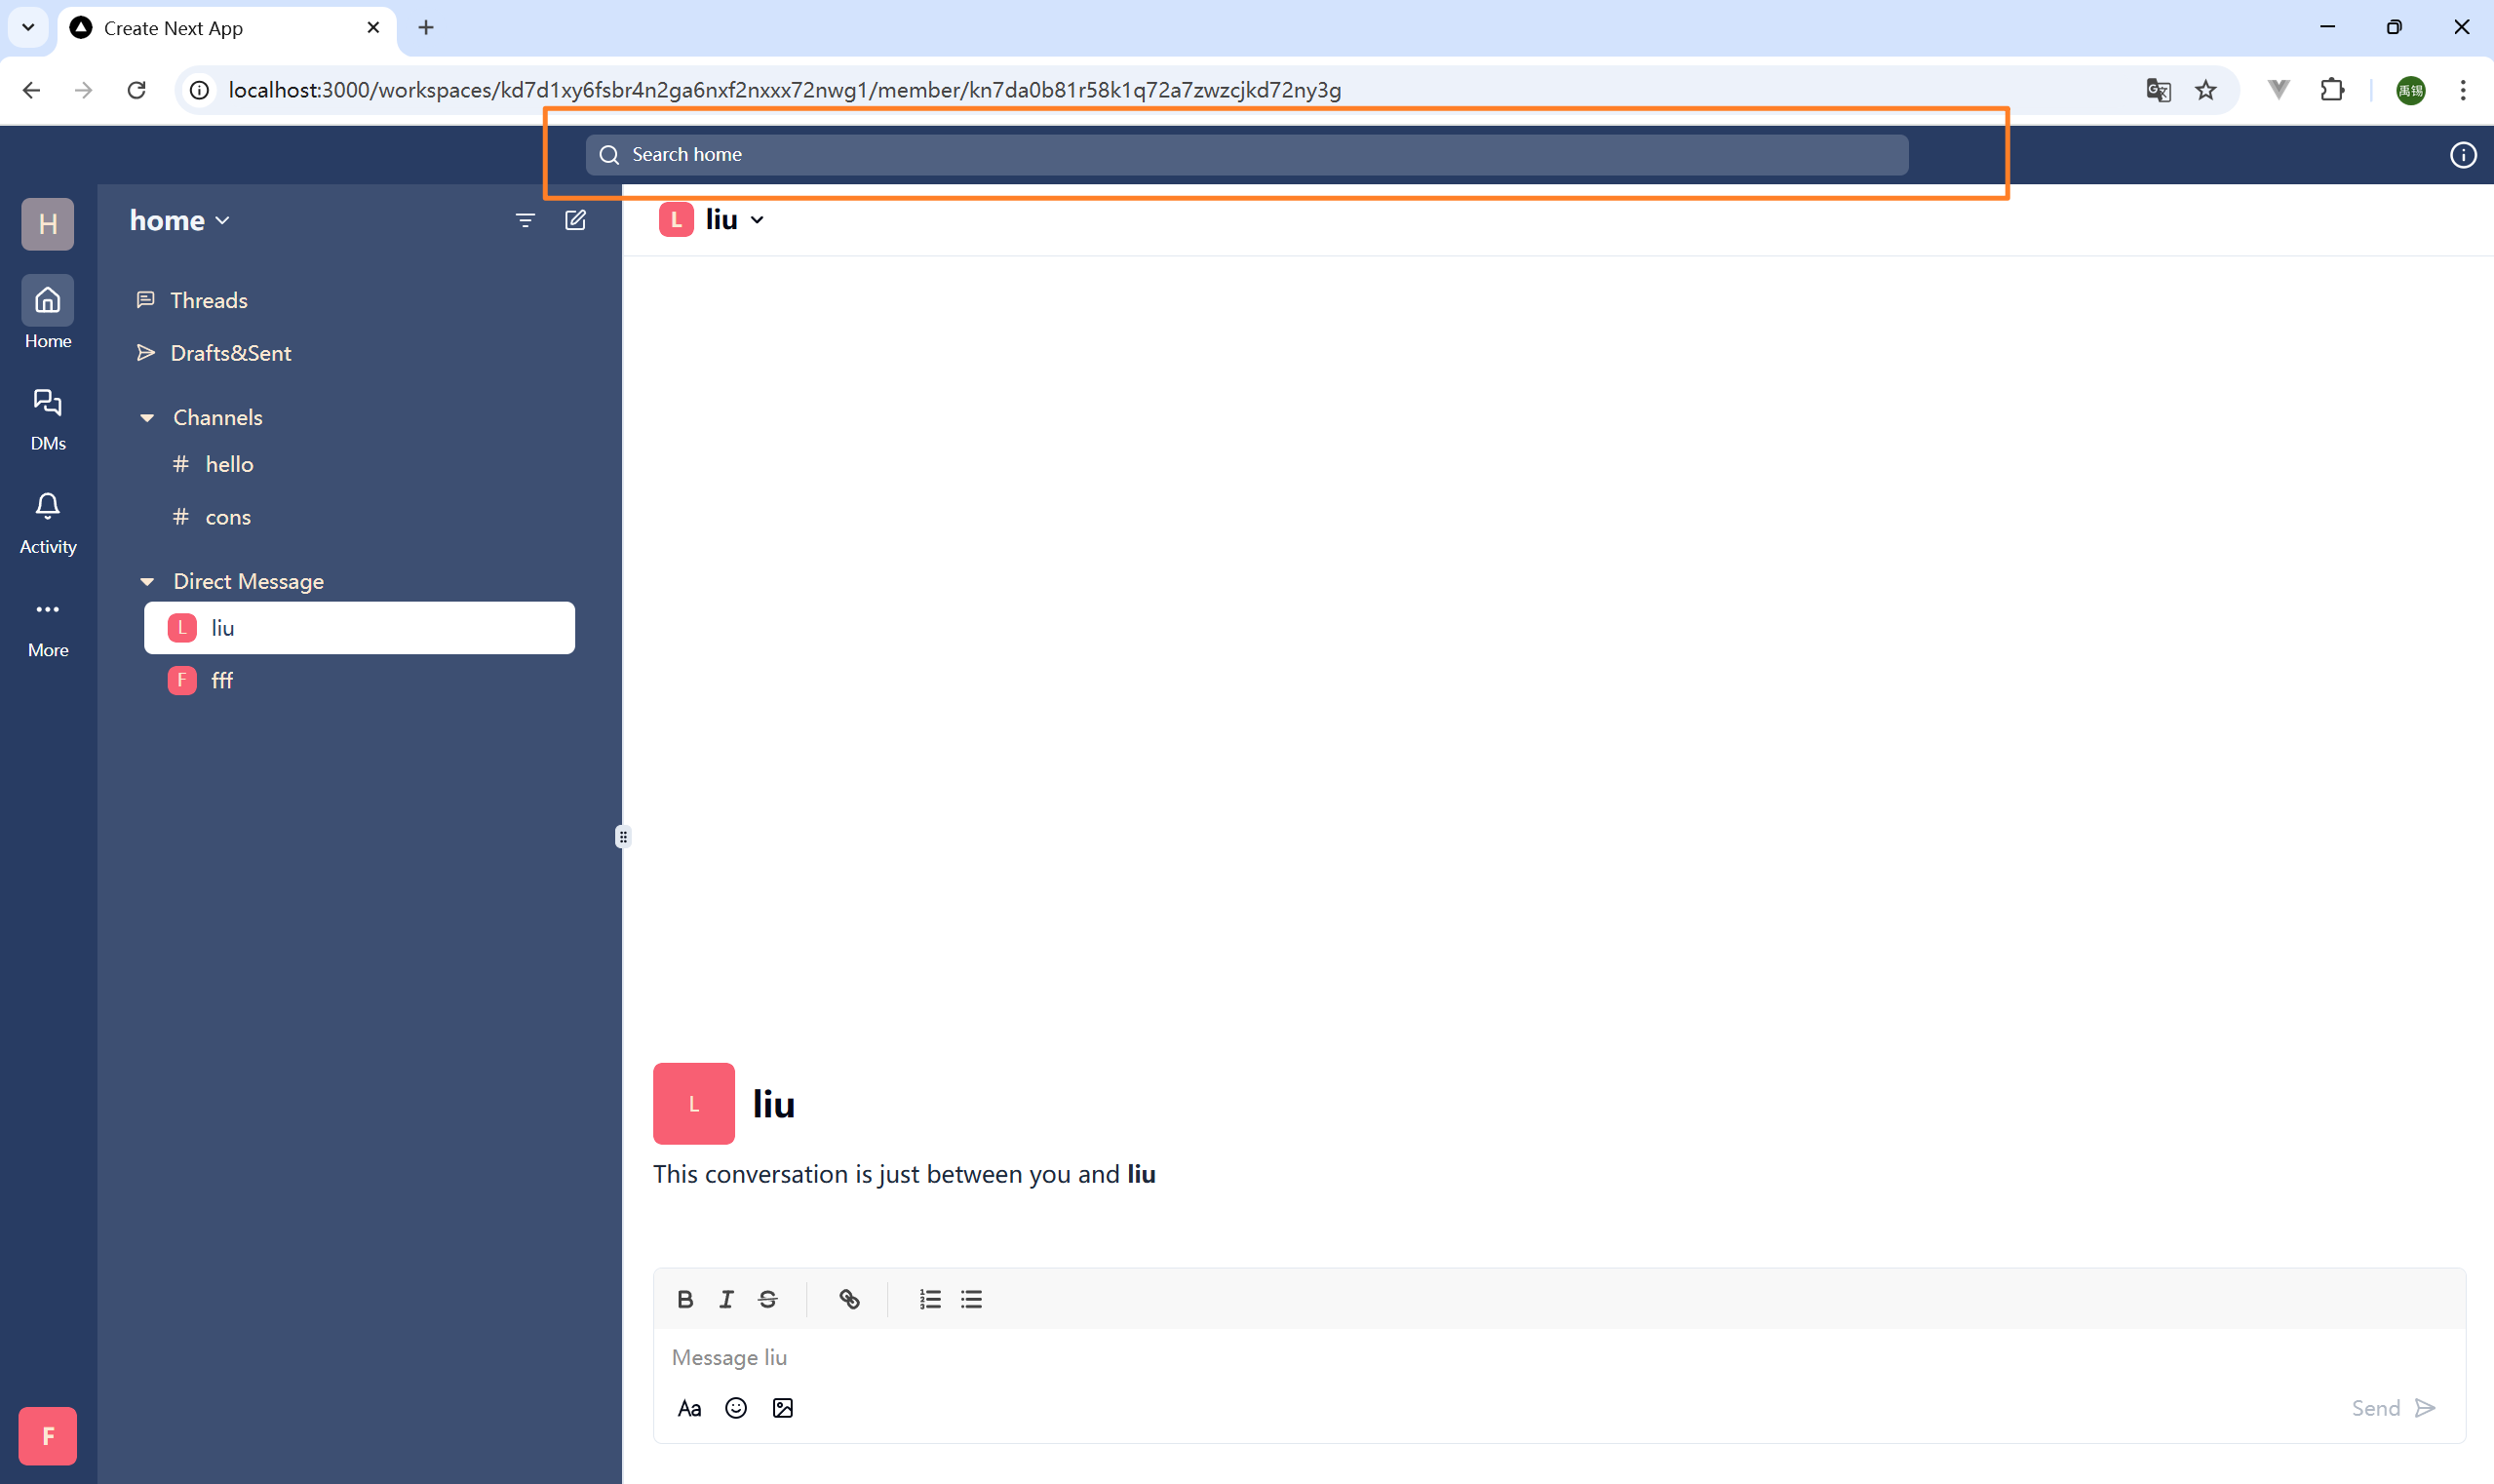 Create Next App
localhost:3000/workspaces/kd7d1xy6fsbr4n2ga6nxf2nxxx72nwg1/member/kn7da0b81r58k1q72a7zwzcjkd72ny3g
禹锡
Search home
H
home
L liu
Home
Threads
Drafts&Sent
DMs
Channels
# hello
# cons
Activity
Direct Message
L liu
More
F fff
L
liu
This conversation is just between you and liu
B I S
Message liu
Aa
Send
F